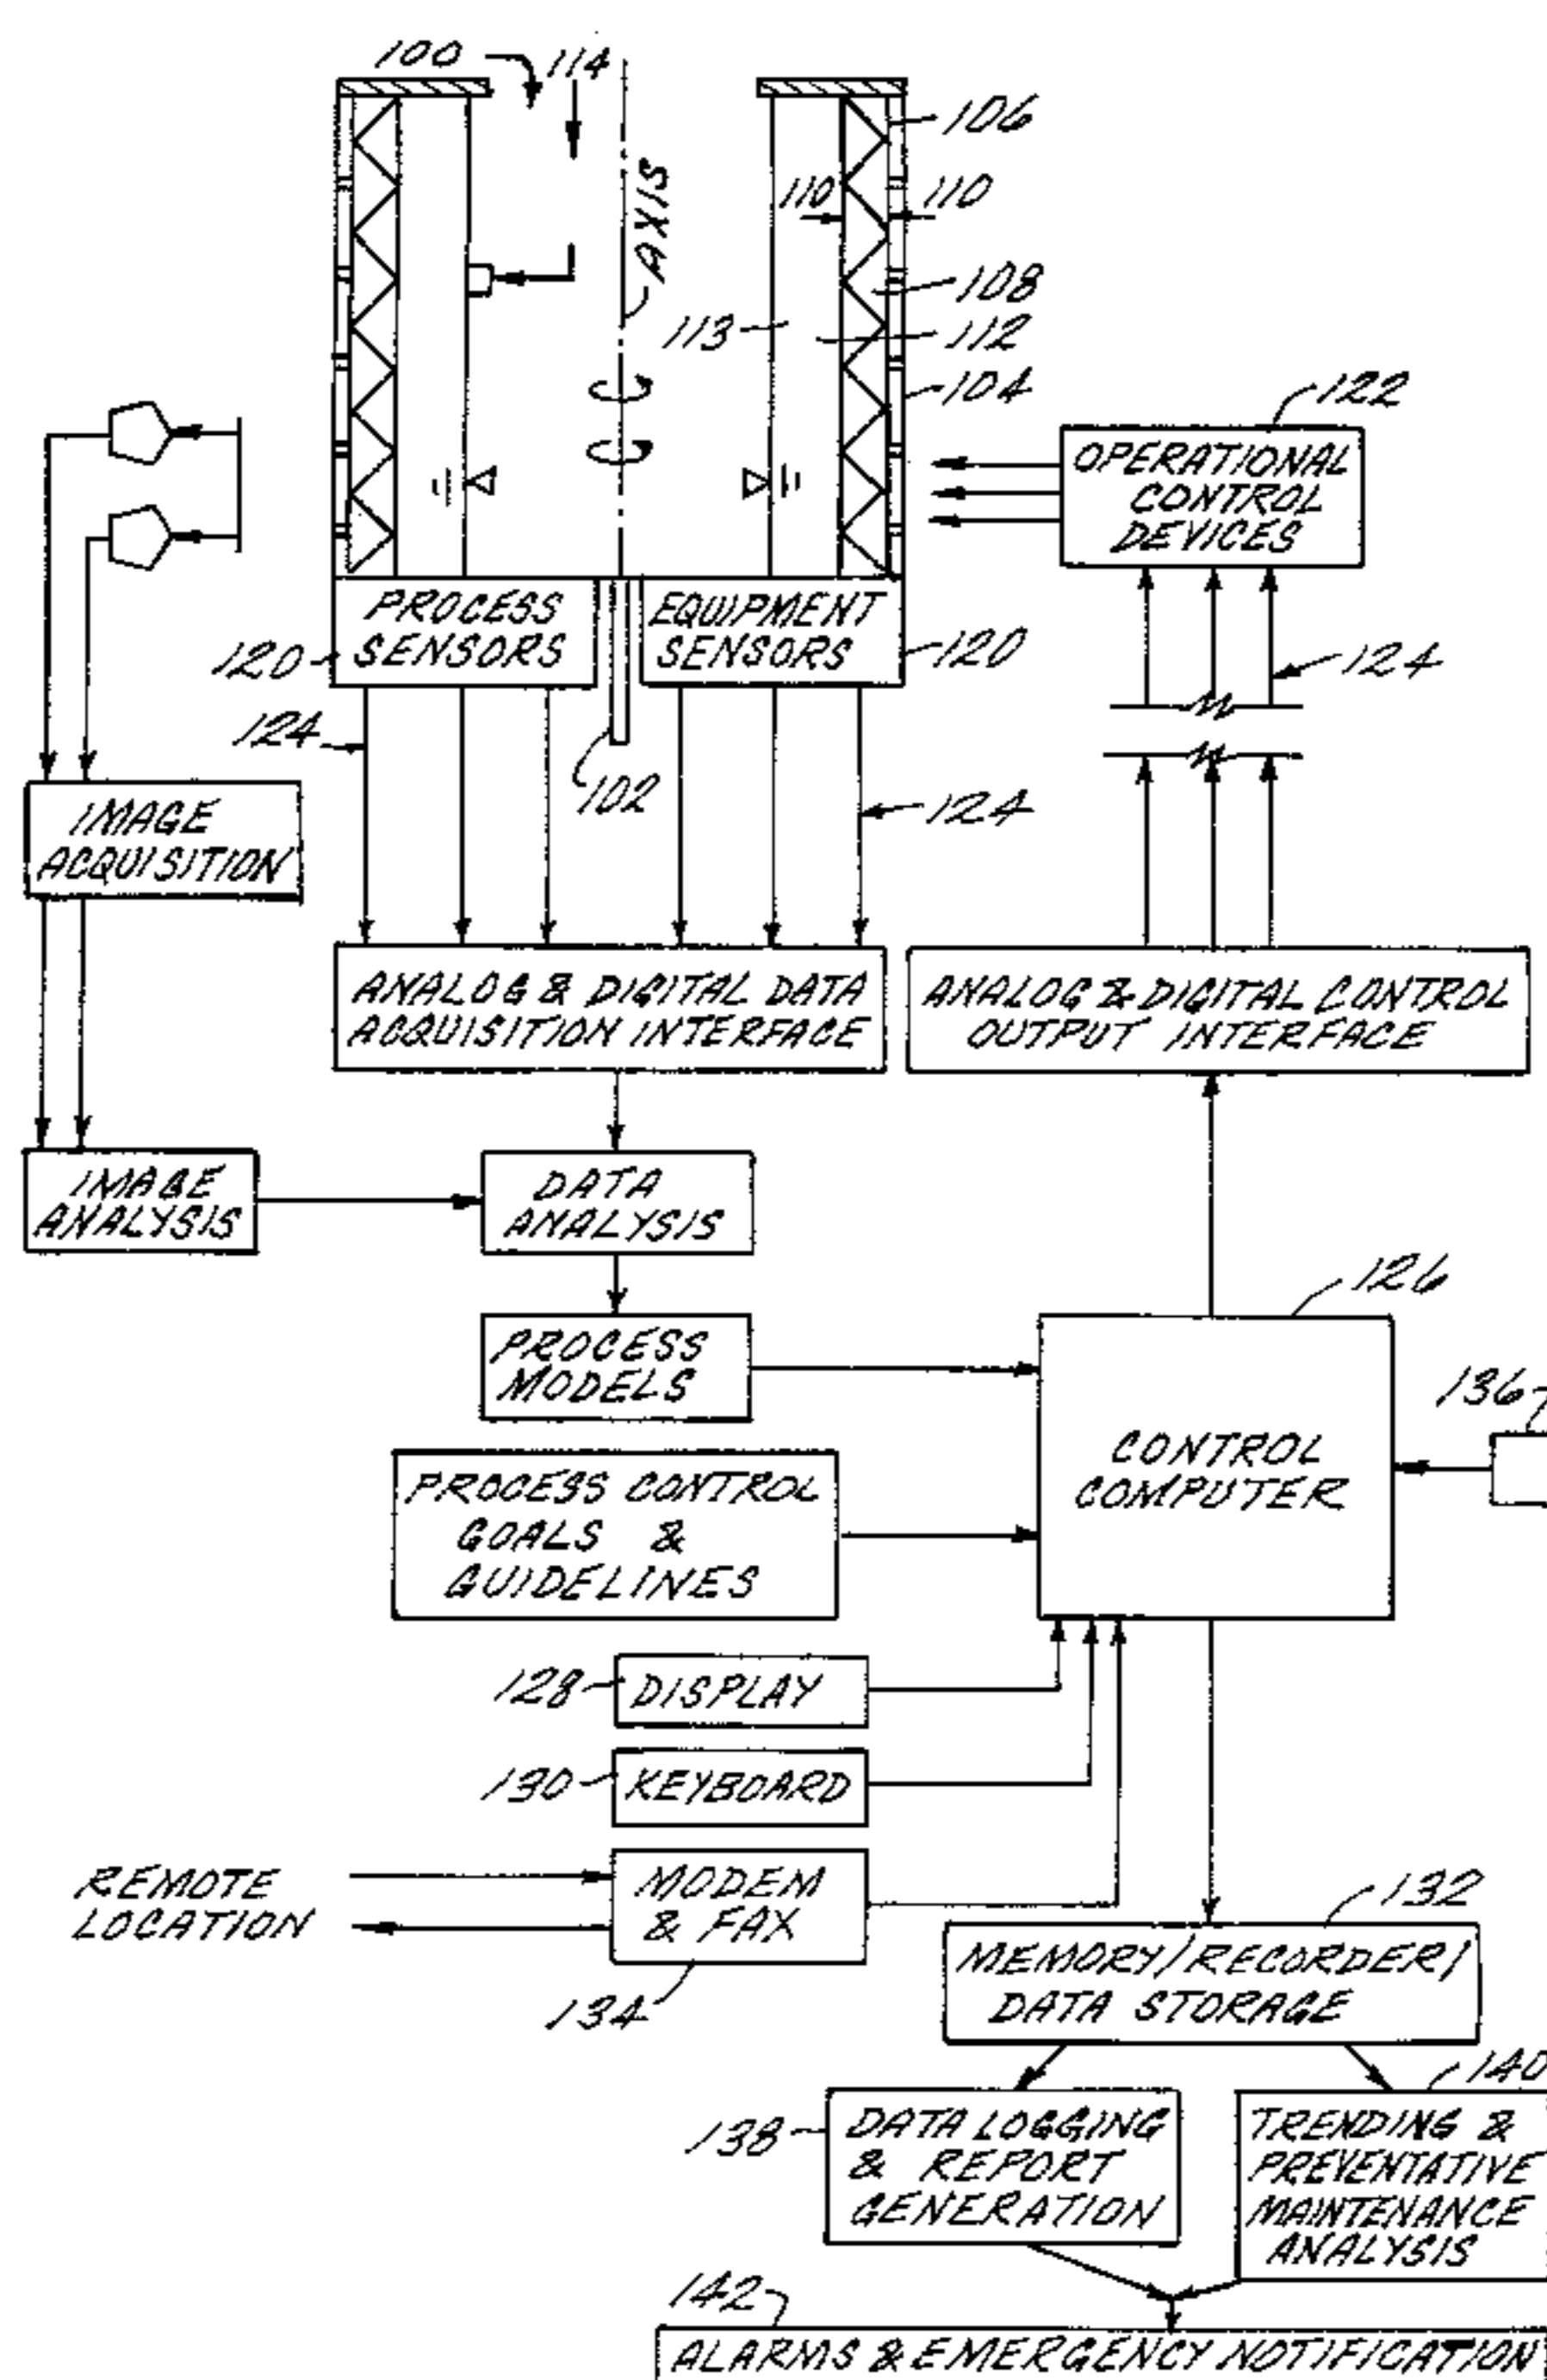 100
114
106
AXIS
110
110
108
113
112
104
122
OPERATIONAL
CONTROL
DEVICES
PROCESS
SENSORS
EQUIPMENT
SENSORS
120
120
124
124
102
124
IMAGE
ACQUISITION
ANALOG & DIGITAL DATA
ACQUISITION INTERFACE
ANALOG & DIGITAL CONTROL
OUTPUT INTERFACE
IMAGE
ANALYSIS
DATA
ANALYSIS
126
PROCESS
MODELS
136
CONTROL
COMPUTER
PROCESS CONTROL
GOALS &
GUIDELINES
128
DISPLAY
130
KEYBOARD
REMOTE
LOCATION
MODEM
& FAX
134
132
MEMORY/RECORDER/
DATA STORAGE
140
138
DATA LOGGING
& REPORT
GENERATION
TRENDING &
PREVENTATIVE
MAINTENANCE
ANALYSIS
142
ALARMS & EMERGENCY NOTIFICATION